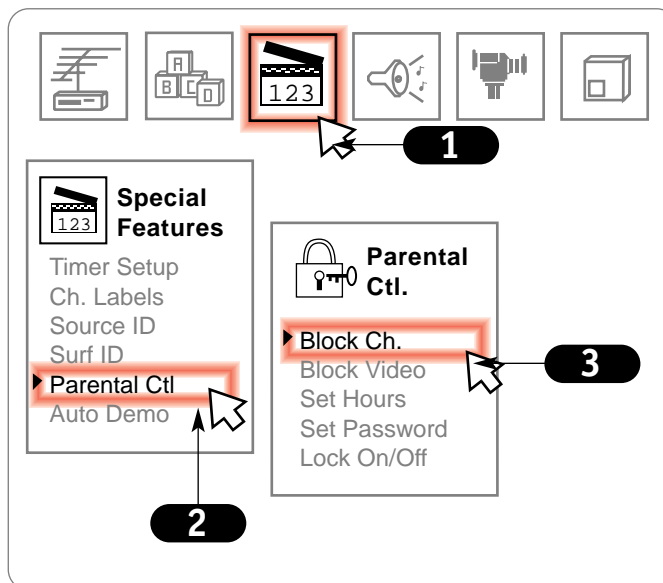 A
B C D
123
1
123
Special
Features
Timer Setup
Ch. Labels
Source ID
Surf ID
Parental Ctl
Auto Demo
2
Parental
Ctl.
Block Ch.
Block Video
Set Hours
Set Password
Lock On/Off
3